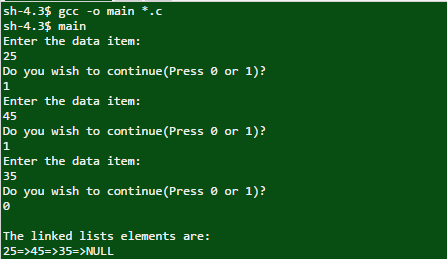 sh-4.3$ gcc -o main *.c
sh-4.3$ main
Enter the data item:
25
Do you wish to continue(Press 0 or 1)?
1
Enter the data item:
45
Do you wish to continue(Press 0 or 1)?
1
Enter the data item:
35
Do you wish to continue(Press 0 or 1)?
0
The linked lists elements are:
25=>45=>35=>NULL